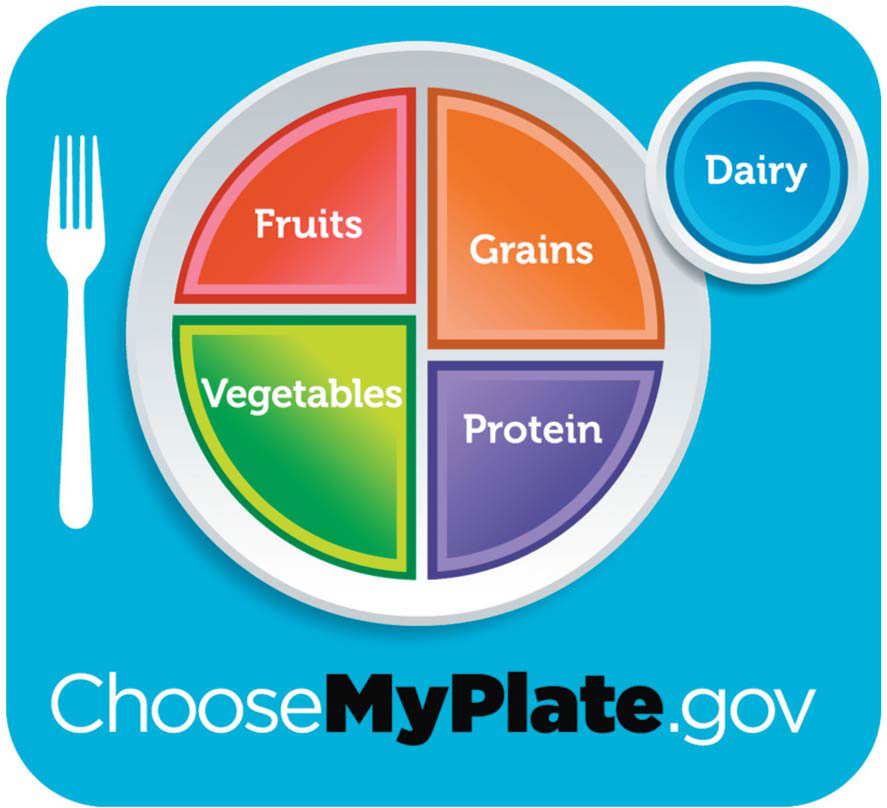 Fruits
Grains
Dairy
Vegetables
Protein
ChooseMyPlate.gov